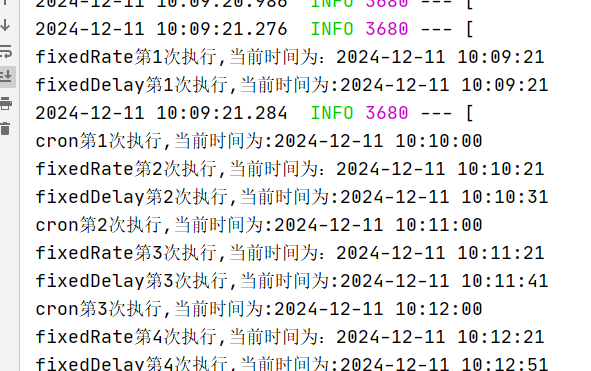 2024-12-11 10:09:20.986  INFO 3680 --- [
2024-12-11 10:09:21.276  INFO 3680 --- [
fixedRate第1次执行,当前时间为：2024-12-11 10:09:21
fixedDelay第1次执行,当前时间为:2024-12-11 10:09:21
2024-12-11 10:09:21.284  INFO 3680 --- [
cron第1次执行,当前时间为:2024-12-11 10:10:00
fixedRate第2次执行,当前时间为：2024-12-11 10:10:21
fixedDelay第2次执行,当前时间为:2024-12-11 10:10:31
cron第2次执行,当前时间为:2024-12-11 10:11:00
fixedRate第3次执行,当前时间为：2024-12-11 10:11:21
fixedDelay第3次执行,当前时间为:2024-12-11 10:11:41
cron第3次执行,当前时间为:2024-12-11 10:12:00
fixedRate第4次执行,当前时间为：2024-12-11 10:12:21
fixedDelay第4次执行,当前时间为:2024-12-11 10:12:51